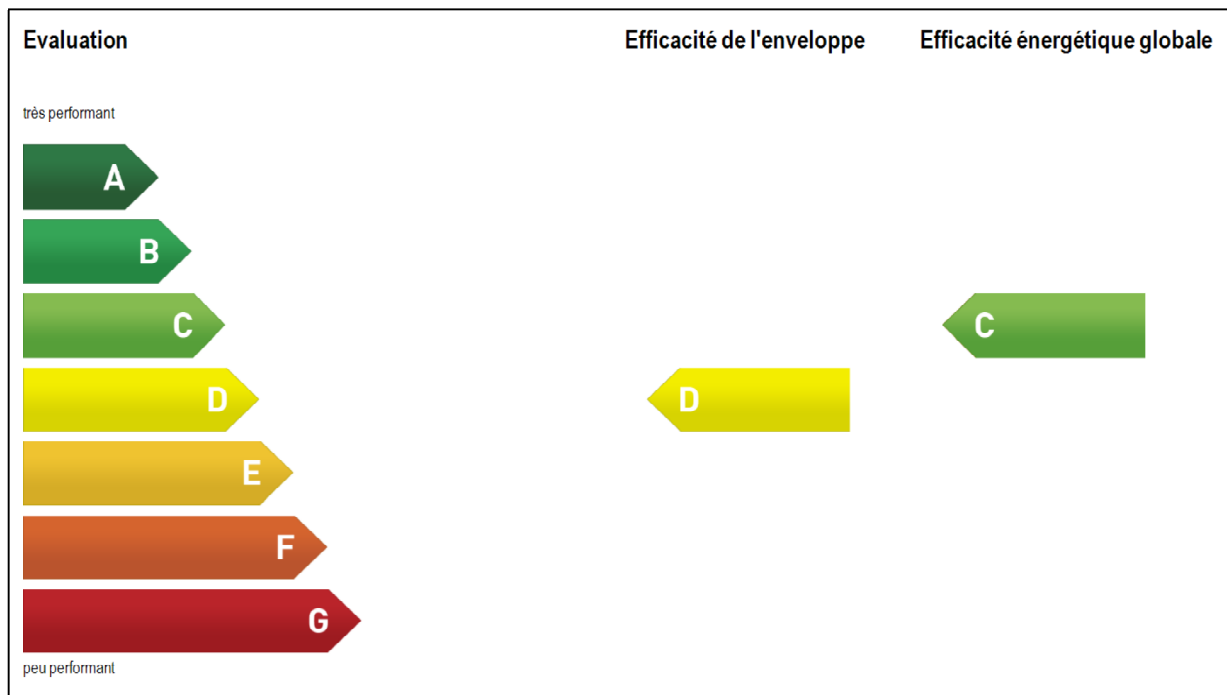 Evaluation
Efficacité de l'enveloppe
Efficacité énergétique globale
très performant
A
B
C
C
D
D
E
F
G
peu performant